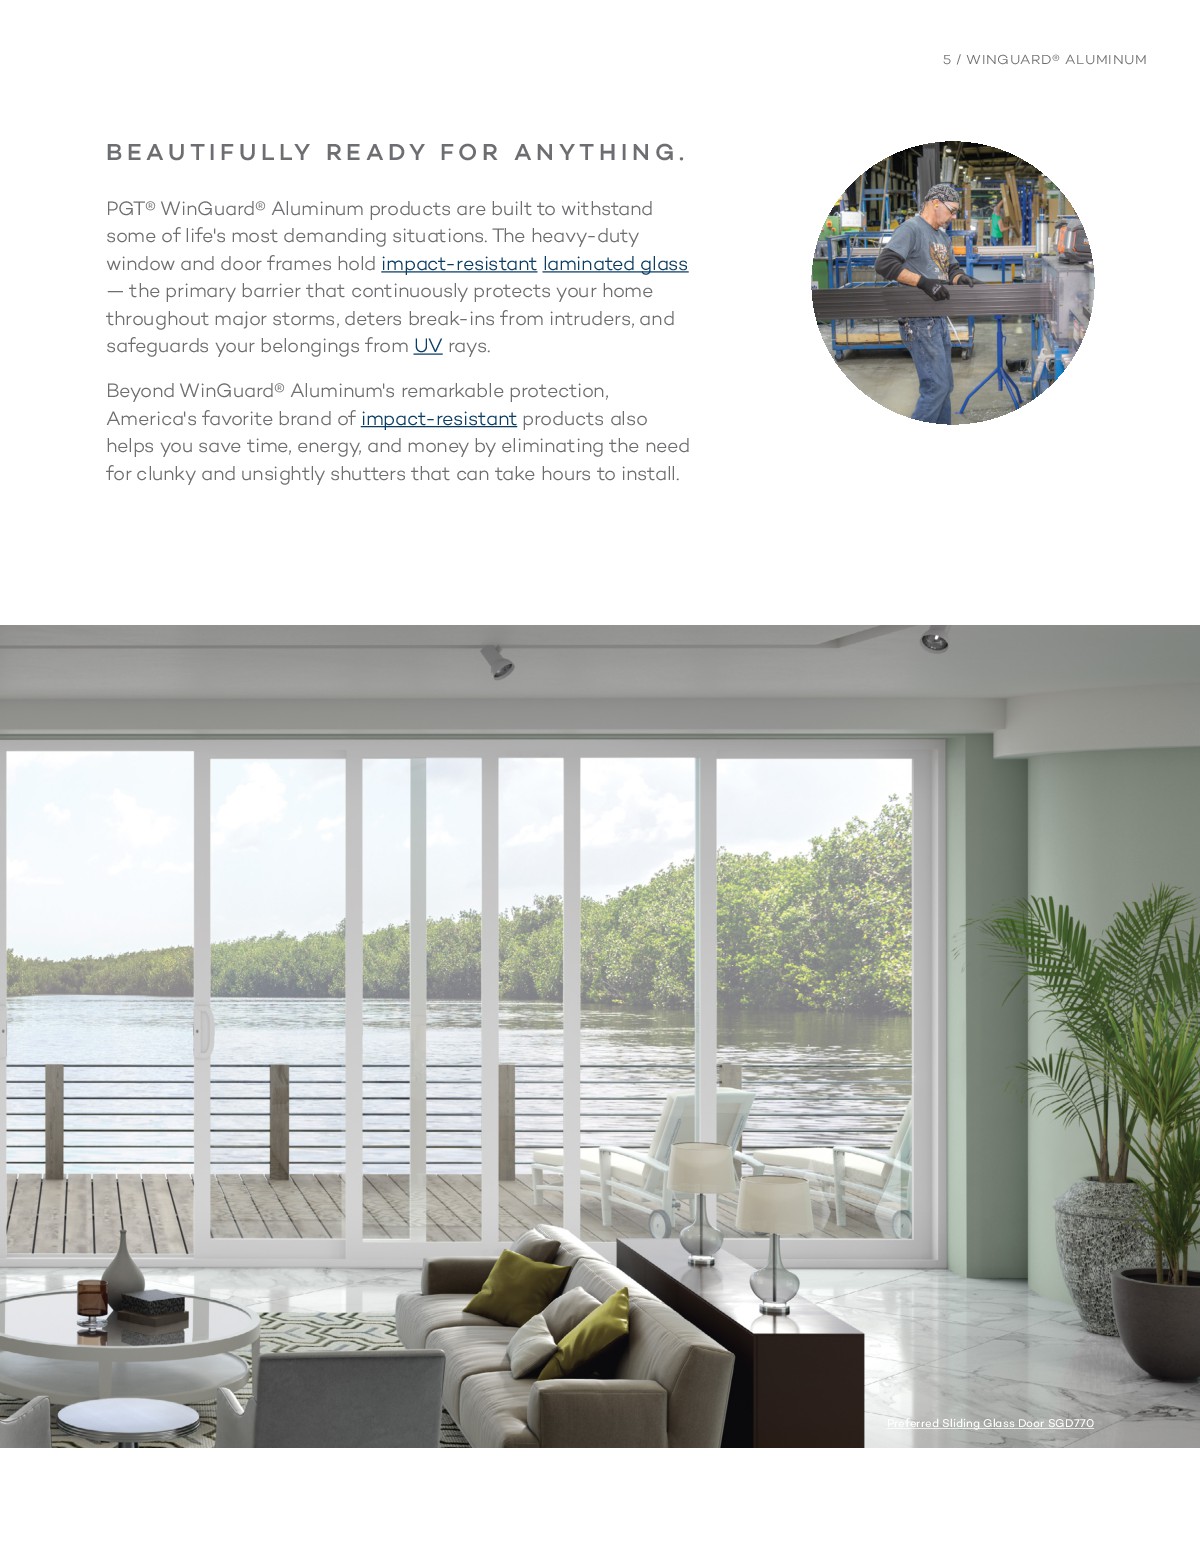 5 / WINGUARD® ALUMINUM
BEAUTIFULLY READY FOR ANYTHING.
PGT® WinGuard® Aluminum products are built to withstand
some of life's most demanding situations. The heavy-duty
window and door frames hold impact-resistant laminated glass
— the primary barrier that continuously protects your home
throughout major storms, deters break-ins from intruders, and
safeguards your belongings from UV rays.
Beyond WinGuard® Aluminum's remarkable protection,
America's favorite brand of impact-resistant products also
helps you save time, energy, and money by eliminating the need
for clunky and unsightly shutters that can take hours to install.
Preferred Sliding Glass Door SGD770